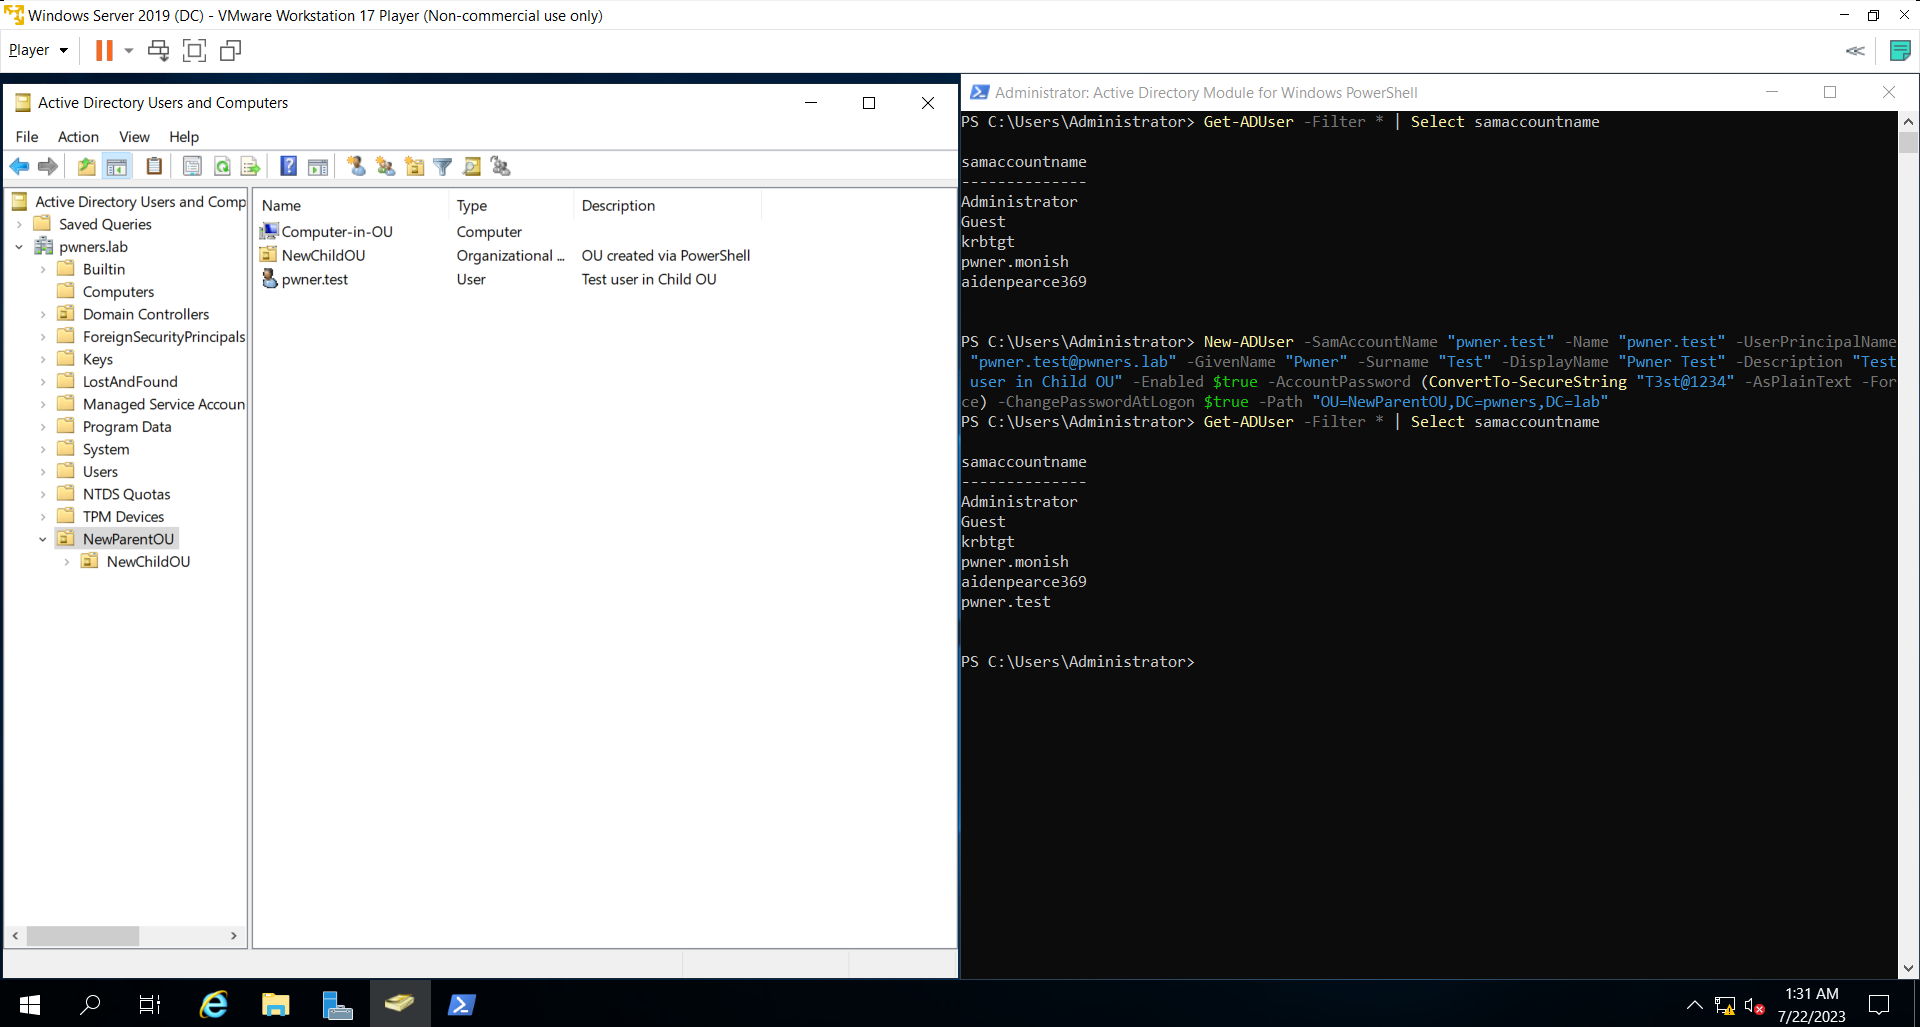 Windows Server 2019 (DC) - VMware Workstation 17 Player (Non-commercial use only)
Player
Active Directory Users and Computers
File Action View Help
Active Directory Users and Comp
Saved Queries
pwners.lab
Builtin
Computers
Domain Controllers
ForeignSecurityPrincipals
Keys
LostAndFound
Managed Service Accoun
Program Data
System
Users
NTDS Quotas
TPM Devices
NewParentOU
NewChildOU
Name Type Description
Computer-in-OU Computer
NewChildOU Organizational ... OU created via PowerShell
pwner.test User Test user in Child OU
Administrator: Active Directory Module for Windows PowerShell
PS C:\Users\Administrator> Get-ADUser -Filter * | Select samaccountname
samaccountname
--------------
Administrator
Guest
krbtgt
pwner.monish
aidenpearce369
PS C:\Users\Administrator> New-ADUser -SamAccountName "pwner.test" -Name "pwner.test" -UserPrincipalName
"pwner.test@pwners.lab" -GivenName "Pwner" -Surname "Test" -DisplayName "Pwner Test" -Description "Test
user in Child OU" -Enabled $true -AccountPassword (ConvertTo-SecureString "T3st@1234" -AsPlainText -For
ce) -ChangePasswordAtLogon $true -Path "OU=NewParentOU,DC=pwners,DC=lab"
PS C:\Users\Administrator> Get-ADUser -Filter * | Select samaccountname
samaccountname
--------------
Administrator
Guest
krbtgt
pwner.monish
aidenpearce369
pwner.test
PS C:\Users\Administrator>
1:31 AM
7/22/2023